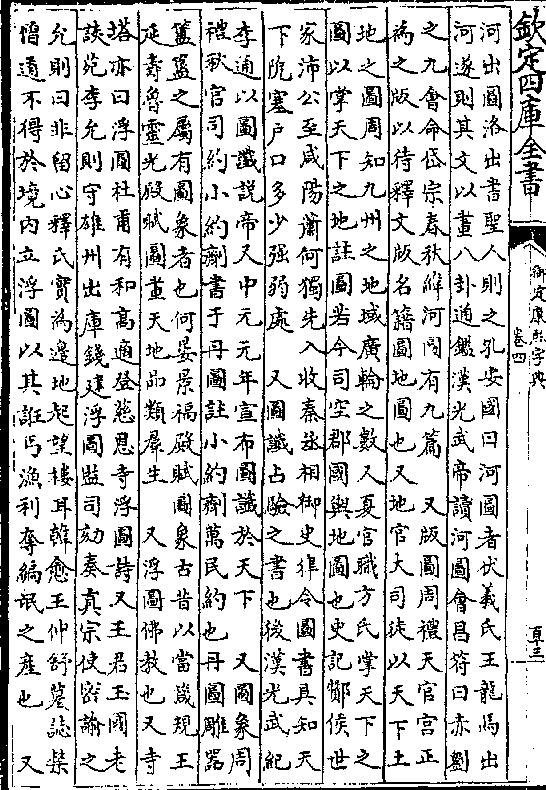 欽定四庫全書
御定康熙字典
卷四
頁三
河出圖洛出書聖人則之孔安國曰河圖者伏羲氏王龍馬出
河遂則其文以畫八卦通鑑漢光武帝讀河圖會昌符曰赤劉
之九會命岱宗春秋緯河圖有九篇 又版圖周禮天官宮正
為之版以待釋文版名籍圖地圖也又地官大司徒以天下土
地之圖周知九州之地域廣輪之數又夏官職方氏掌天下之
圖以掌天下之地註圖若今司空郡國輿地圖也史記酇侯世
家沛公至咸陽蕭何獨先入收秦丞相御史律令圖書具知天
下阨塞戶口多少强弱處 又圖讖占驗之書也後漢光武紀
李通以圖讖說帝又中元元年宣布圖讖於天下 又圖象周
禮秋官司約小約劑書于丹圖註小約劑萬民約也丹圖雕器
簠簋之屬有圖象者也何晏景福殿賦圖象古昔以當箴規王
延壽魯靈光殿賦圖畫天地品類羣生 又浮圖佛教也又寺
塔亦曰浮圖杜甫有和高適登慈恩寺浮圖詩又王君玉國老
談苑李允則守雄州出庫錢建浮圖監司劾奏真宗使密諭之
允則曰非留心釋氏實為邊地起望樓耳韓愈王仲舒墓誌禁
僧道不得於境內立浮圖以其誑丐漁利奪編氓之產也 又